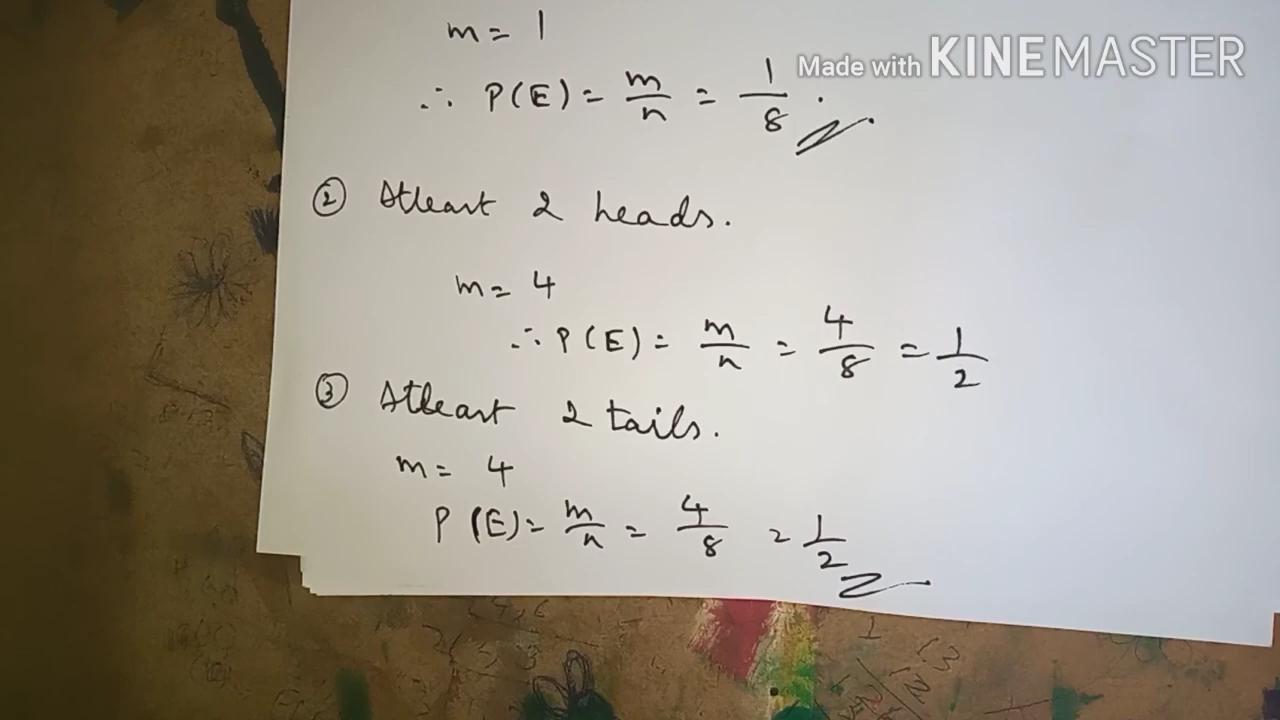 m = 1
Made with KINEMASTER
∴ P(E) = m/n = 1/8.
② Atleast 2 heads.
m = 4
∴ P(E) = m/n = 4/8 = 1/2
③ Atleast 2 tails.
m = 4
P(E) = m/n = 4/8 = 1/2